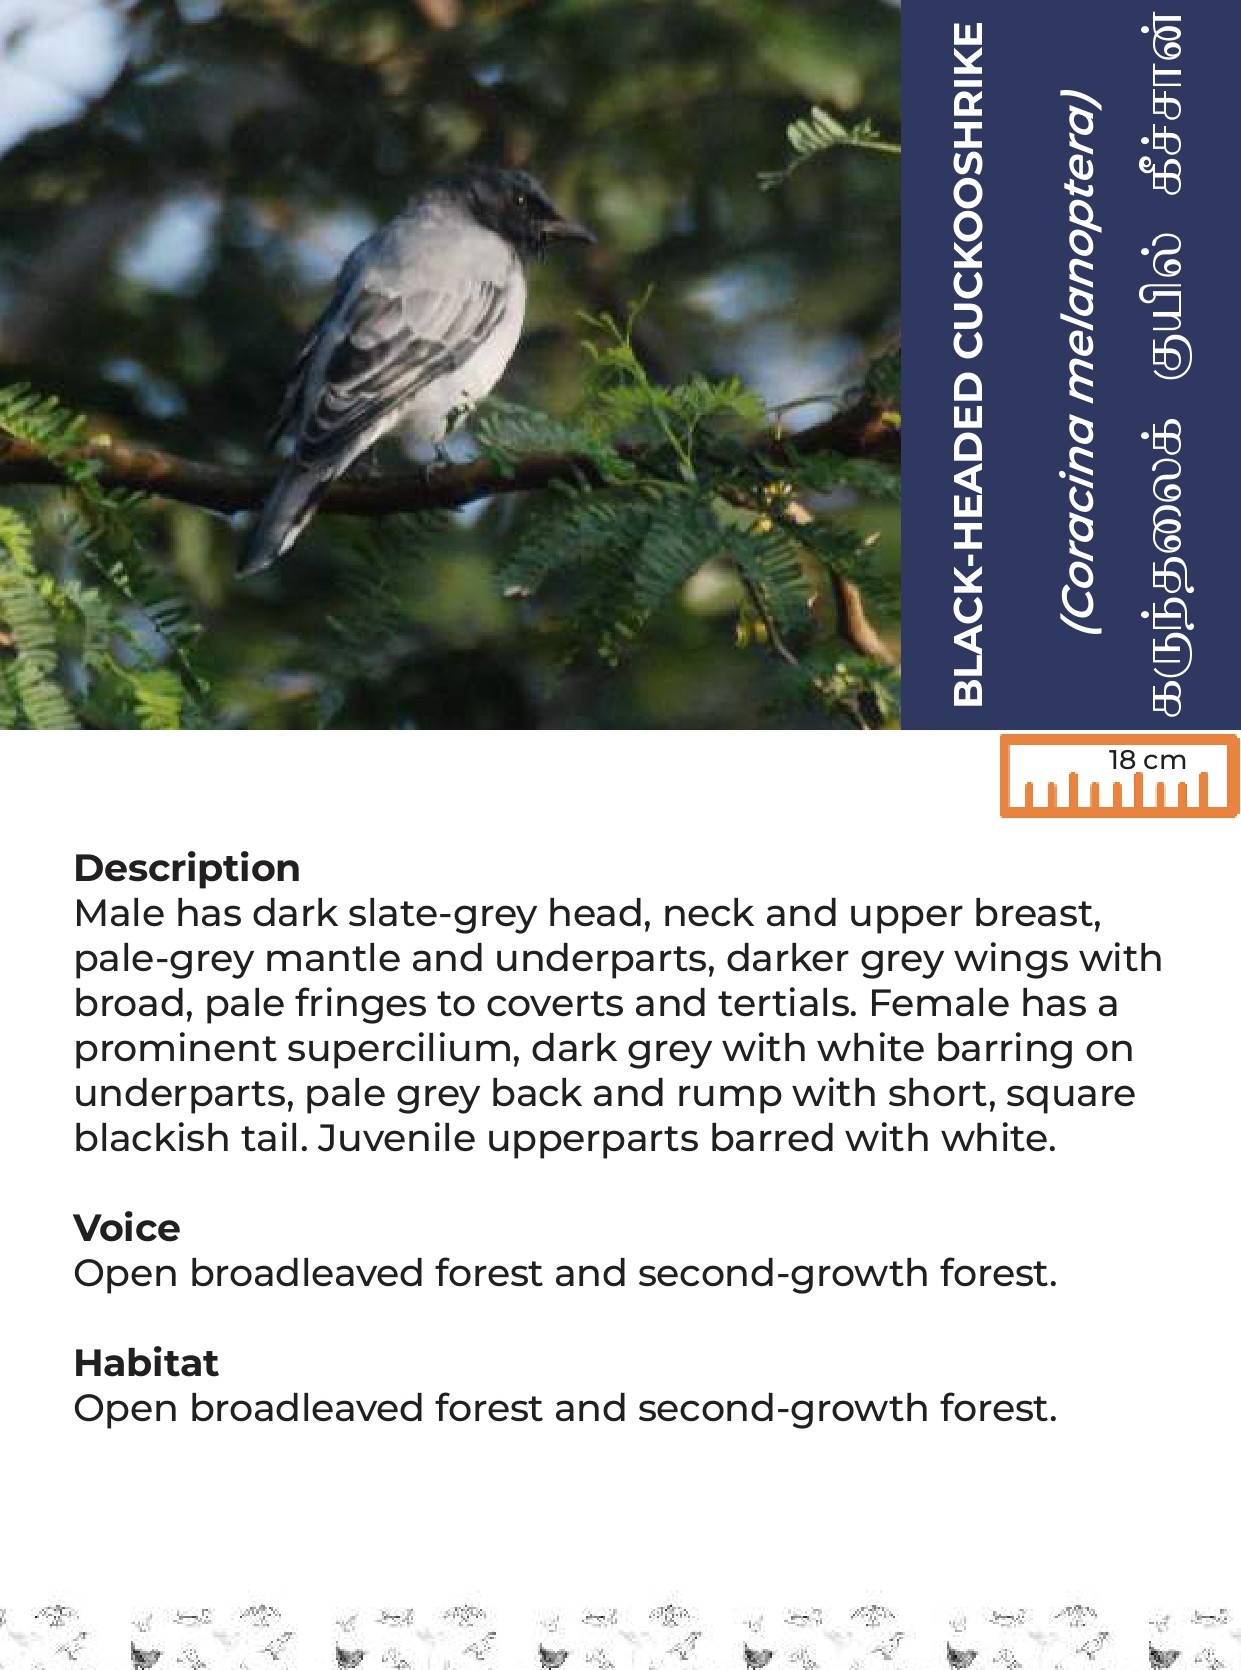 BLACK-HEADED CUCKOOSHRIKE
(Coracina melanoptera)
கருந்தலைக் குயில் கீச்சான்
18 cm
Description
Male has dark slate-grey head, neck and upper breast,
pale-grey mantle and underparts, darker grey wings with
broad, pale fringes to coverts and tertials. Female has a
prominent supercilium, dark grey with white barring on
underparts, pale grey back and rump with short, square
blackish tail. Juvenile upperparts barred with white.
Voice
Open broadleaved forest and second-growth forest.
Habitat
Open broadleaved forest and second-growth forest.